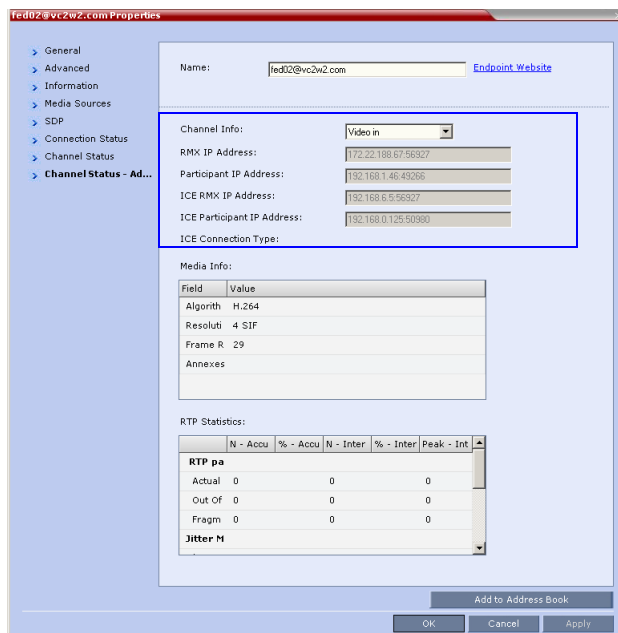 fed02@vc2w2.com Properties
General
Advanced
Information
Media Sources
SDP
Connection Status
Channel Status
Channel Status - Ad...
Name: fed02@vc2w2.com Endpoint Website
Channel Info: Video in
RMX IP Address: 172.22.188.67:56927
Participant IP Address: 192.168.1.46:49266
ICE RMX IP Address: 192.168.6.5:56927
ICE Participant IP Address: 192.168.0.125:50980
ICE Connection Type:
Media Info:
Field Value
Algorith H.264
Resoluti 4 SIF
Frame R 29
Annexes
RTP Statistics:
N - Accu % - Accu N - Inter % - Inter Peak - Int
RTP pa
Actual 0 0 0
Out Of 0 0 0
Fragm 0 0 0
Jitter M
Add to Address Book
OK Cancel Apply